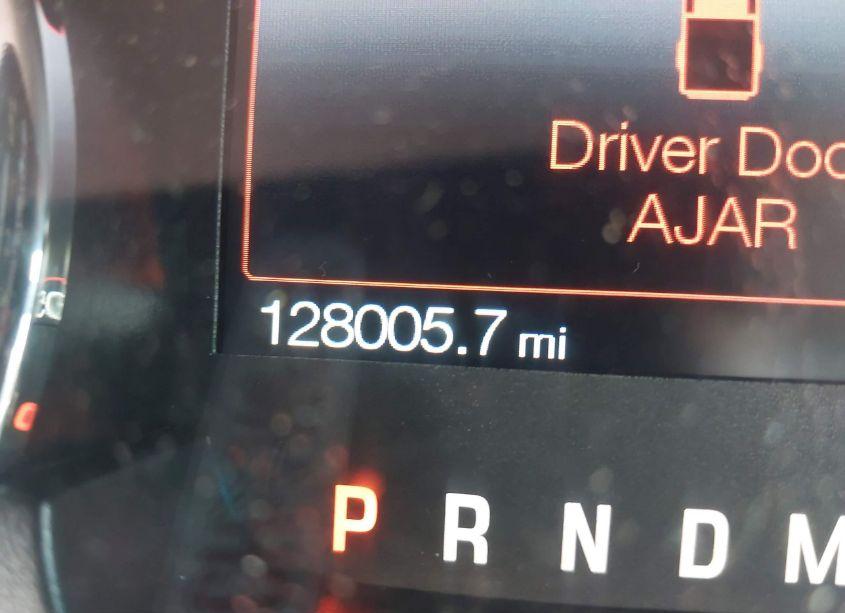 Driver Doo
AJAR
128005.7 mi
P R N D M